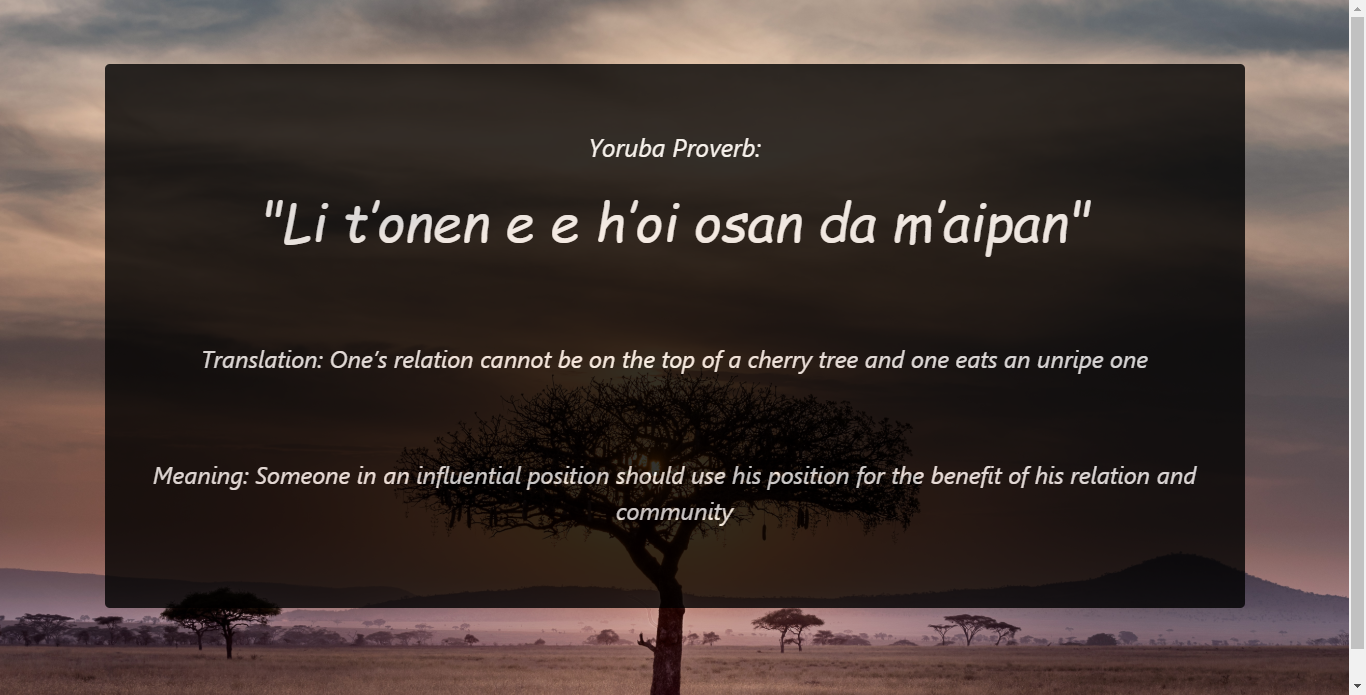 Yoruba Proverb:
"Li t’onen e e h’oi osan da m’aipan"
Translation: One’s relation cannot be on the top of a cherry tree and one eats an unripe one
Meaning: Someone in an influential position should use his position for the benefit of his relation and
community